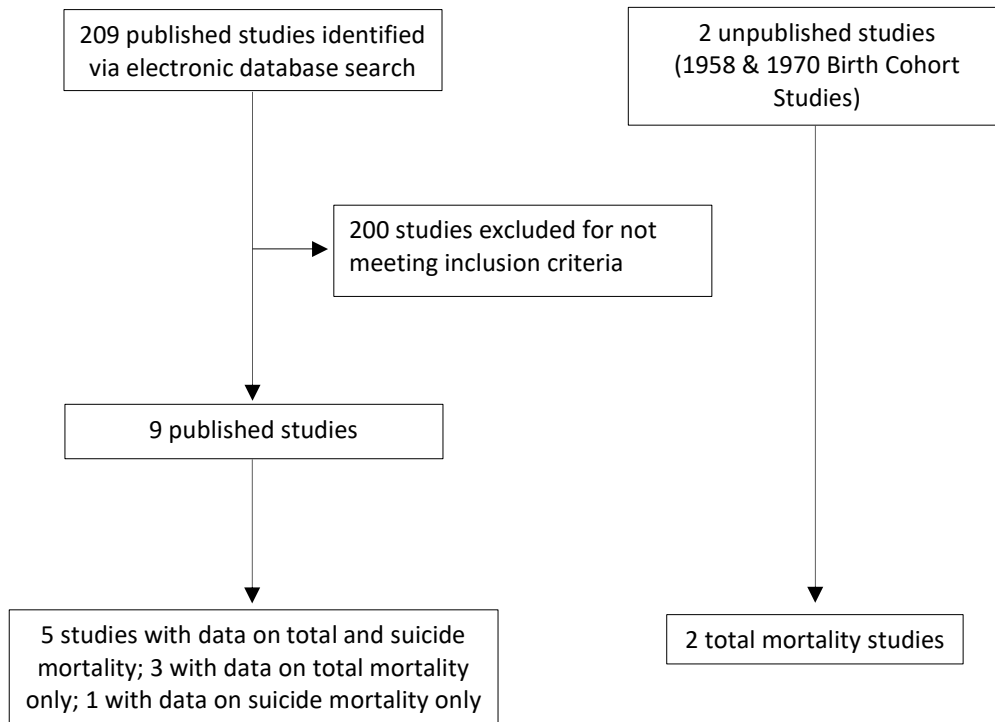 209 published studies identified
via electronic database search
2 unpublished studies
(1958 & 1970 Birth Cohort
Studies)
200 studies excluded for not
meeting inclusion criteria
9 published studies
5 studies with data on total and suicide
mortality; 3 with data on total mortality
only; 1 with data on suicide mortality only
2 total mortality studies